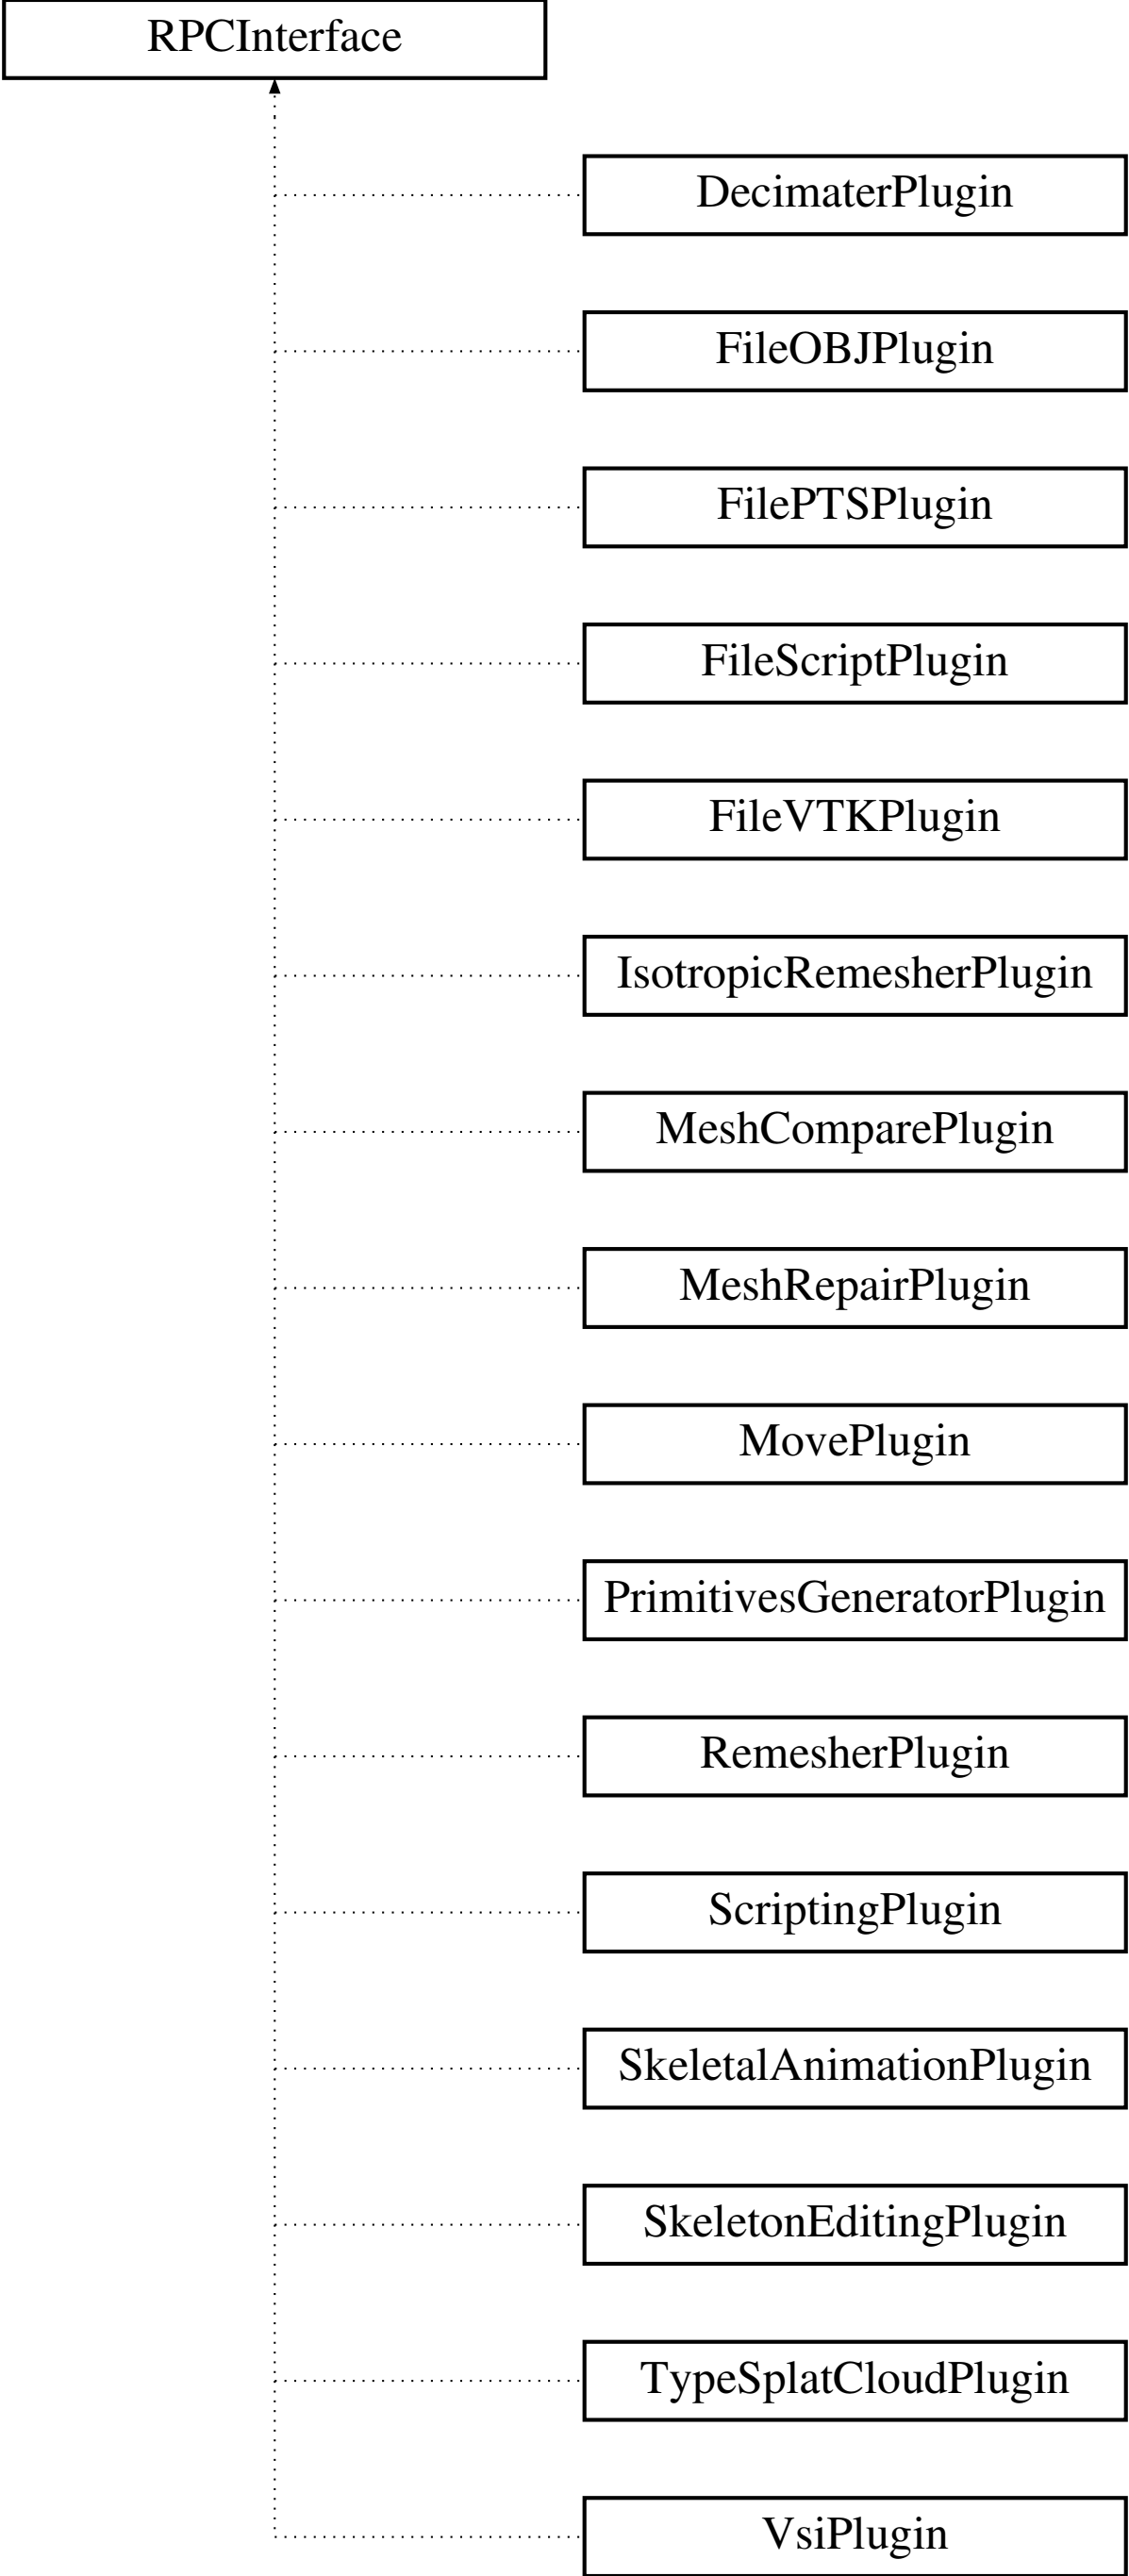 RPCInterface
DecimaterPlugin
FileOBJPlugin
FilePTSPlugin
FileScriptPlugin
FileVTKPlugin
IsotropicRemesherPlugin
MeshComparePlugin
MeshRepairPlugin
MovePlugin
PrimitivesGeneratorPlugin
RemesherPlugin
ScriptingPlugin
SkeletalAnimationPlugin
SkeletonEditingPlugin
TypeSplatCloudPlugin
VsiPlugin